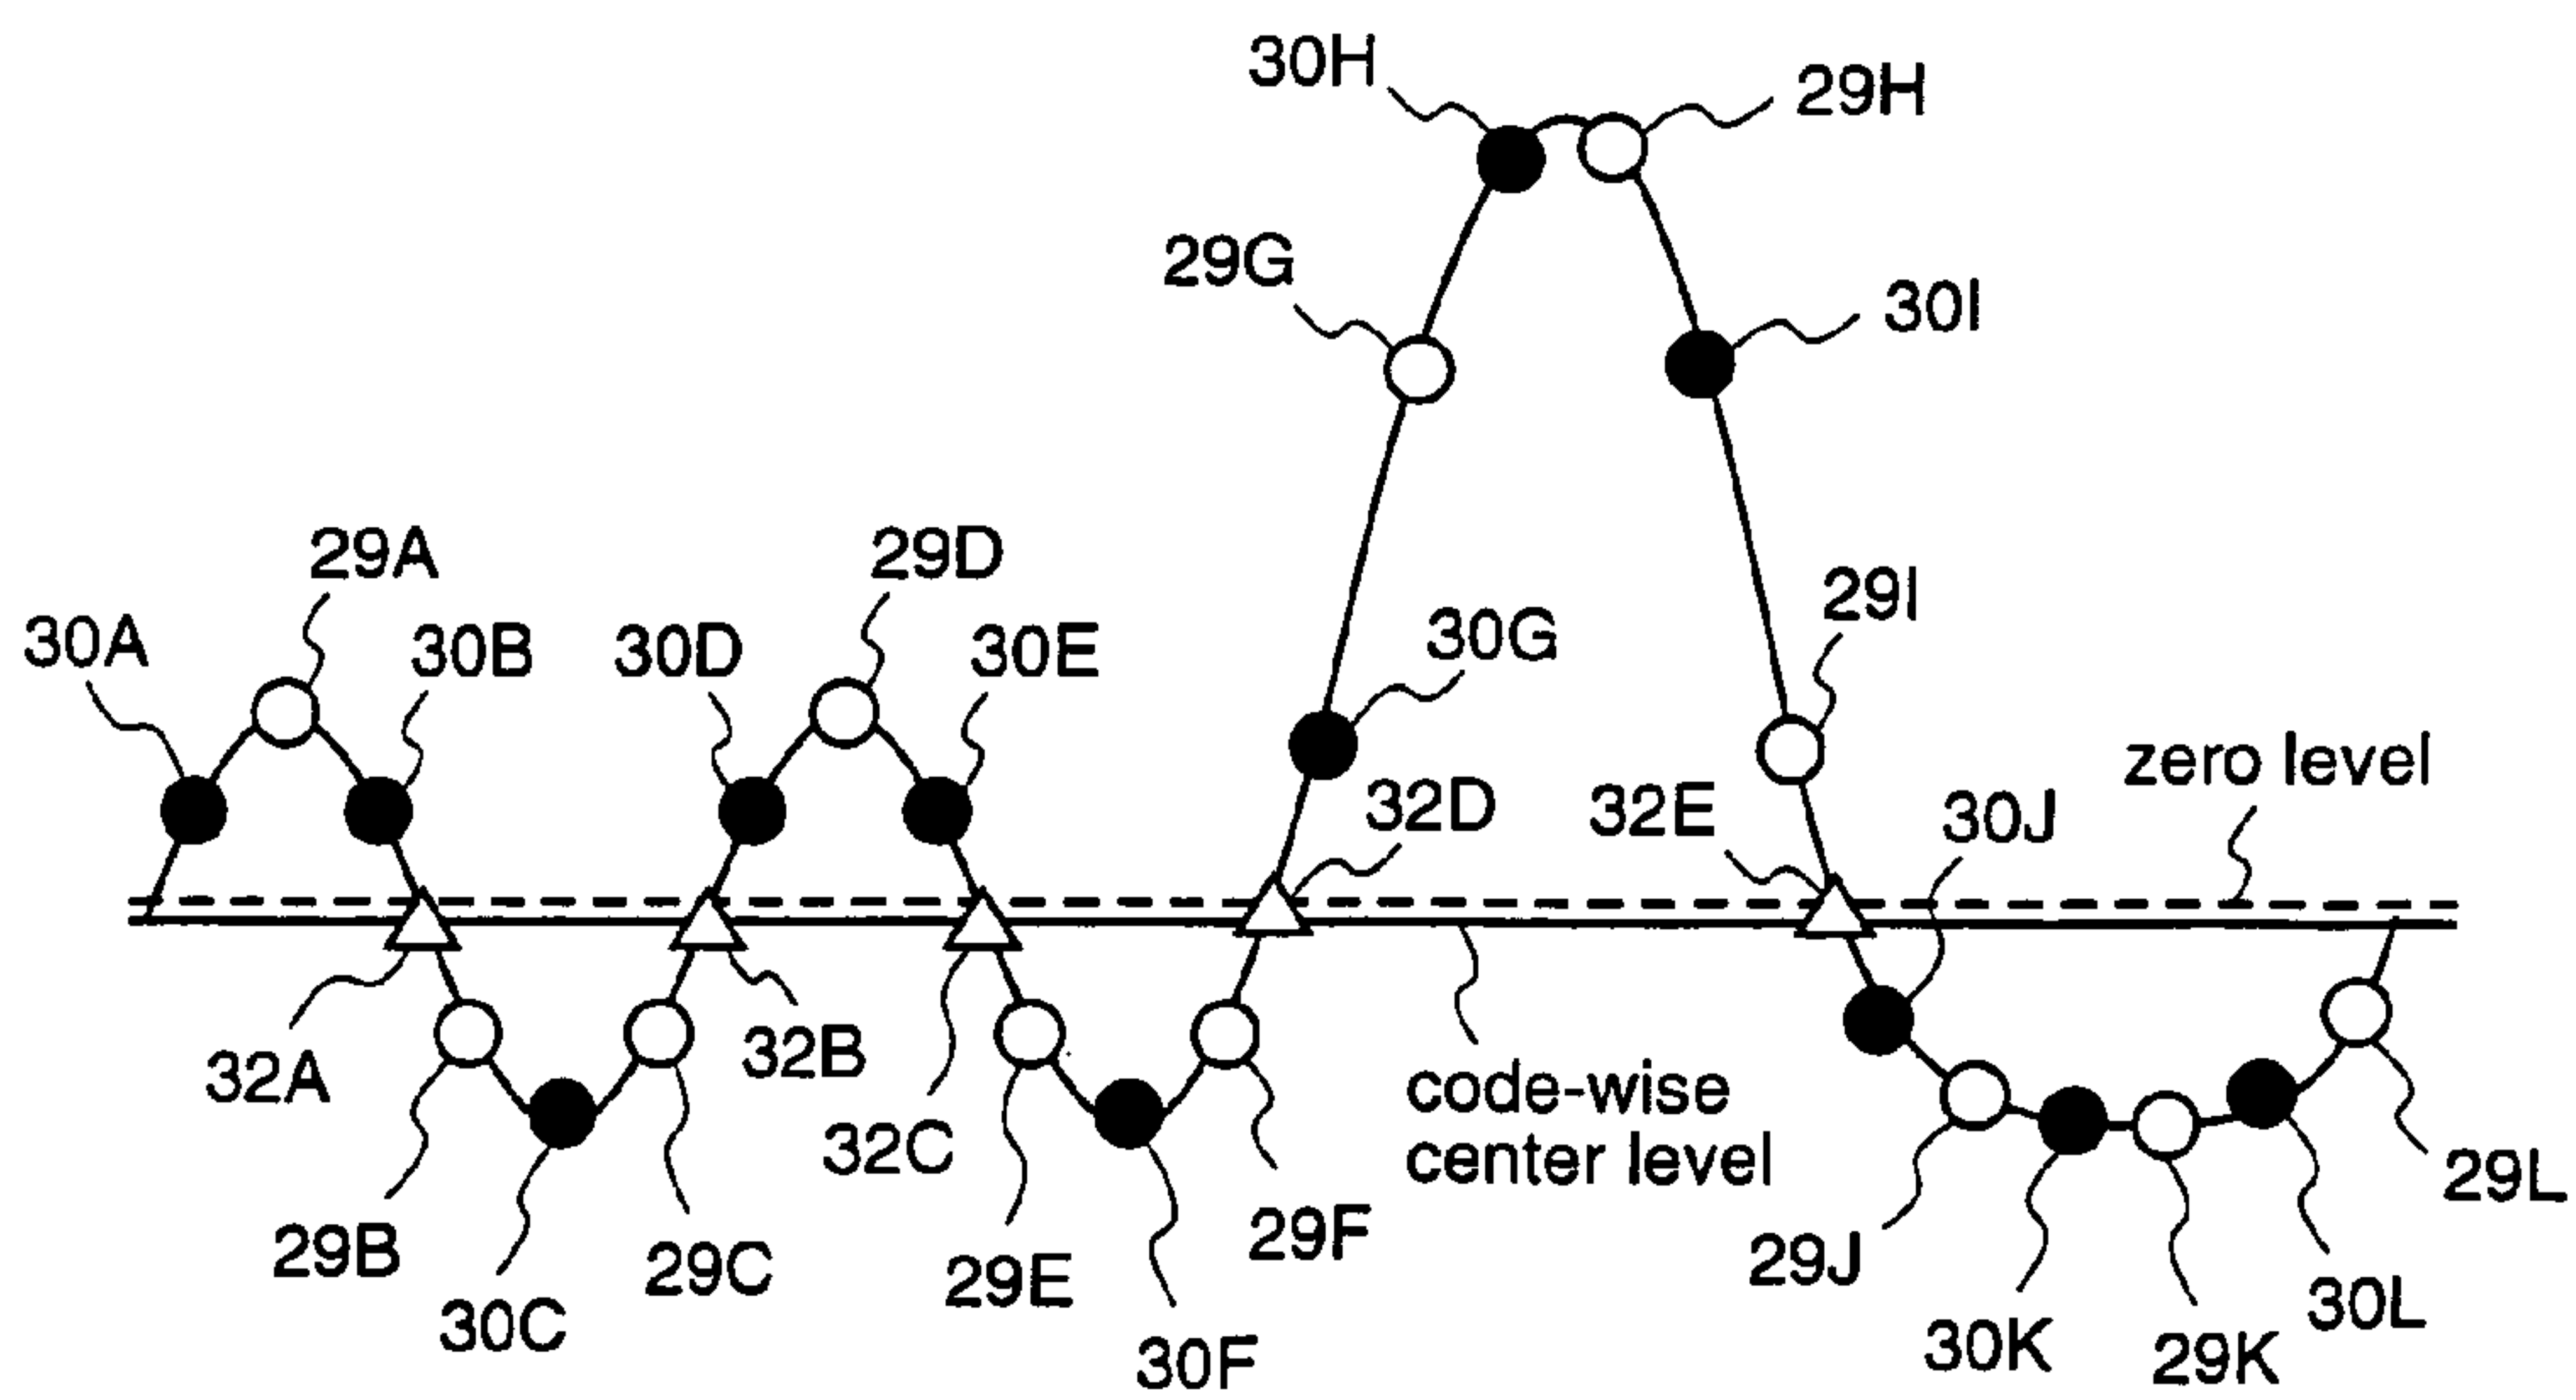 30H
29H
29G
30I
29A
29D
29I
30A
30B
30D
30E
30G
zero level
32D
32E
30J
32A
32B
32C
code-wise
center level
29B
29C
29E
29F
29J
29L
30C
30F
30K
29K
30L